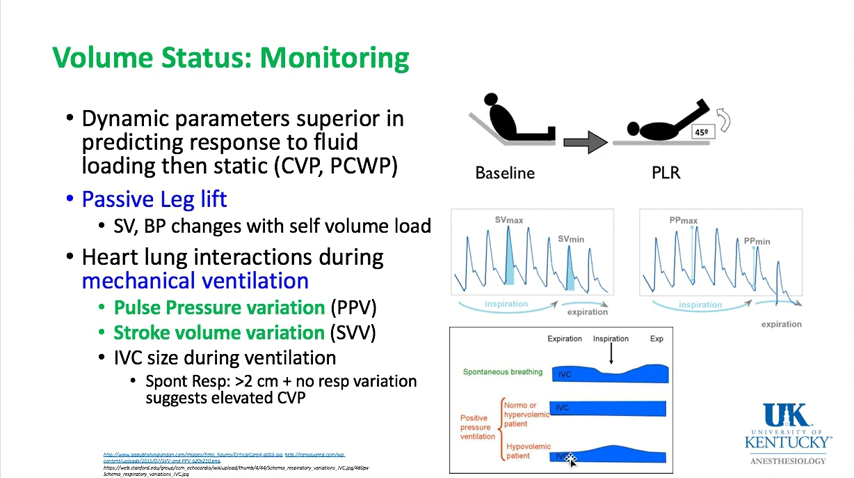 Volume Status: Monitoring
• Dynamic parameters superior in
predicting response to fluid
loading then static (CVP, PCWP)
• Passive Leg lift
• SV, BP changes with self volume load
• Heart lung interactions during
mechanical ventilation
• Pulse Pressure variation (PPV)
• Stroke volume variation (SVV)
• IVC size during ventilation
• Spont Resp: >2 cm + no resp variation
suggests elevated CVP
45º
Baseline
PLR
SVmax
SVmin
inspiration
expiration
PPmax
PPmin
inspiration
expiration
Expiration Inspiration Exp
Spontaneous breathing
IVC
Positive
pressure
ventilation
Normo or
hypervolemic
patient
IVC
Hypovolemic
patient
IVC
UK
UNIVERSITY OF
KENTUCKY
ANESTHESIOLOGY